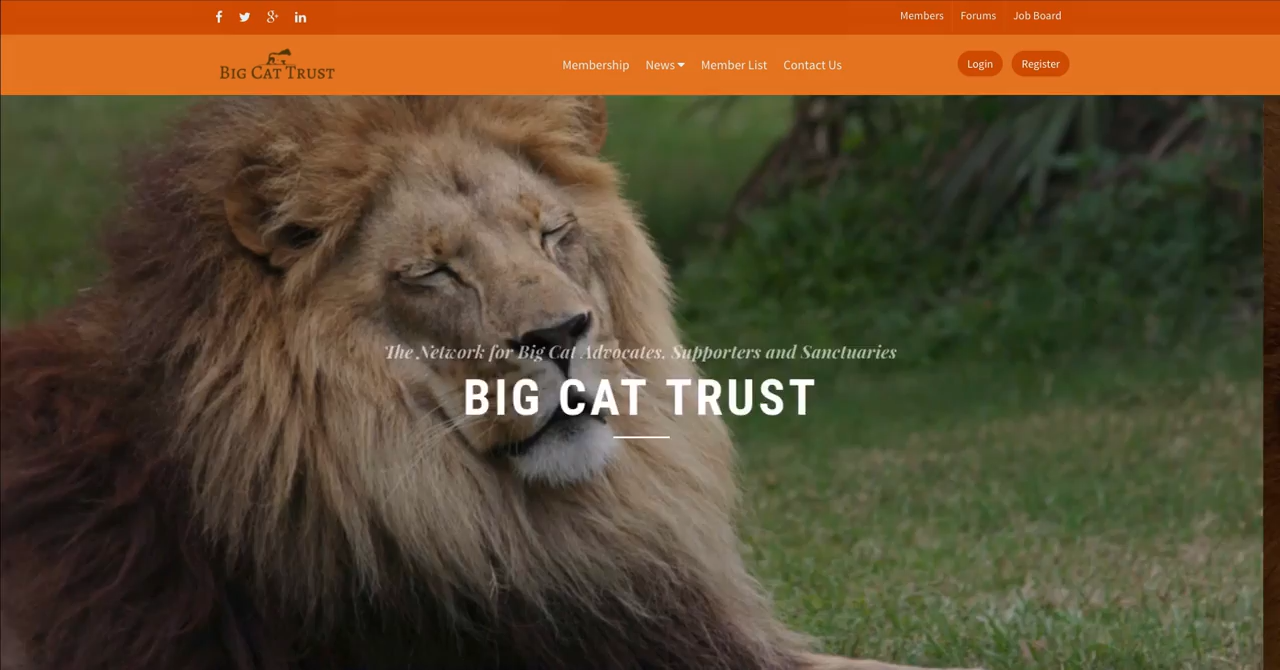 Members Forums Job Board
BIG CAT TRUST
Membership News Member List Contact Us
Login Register
The Network for Big Cat Advocates, Supporters and Sanctuaries
BIG CAT TRUST